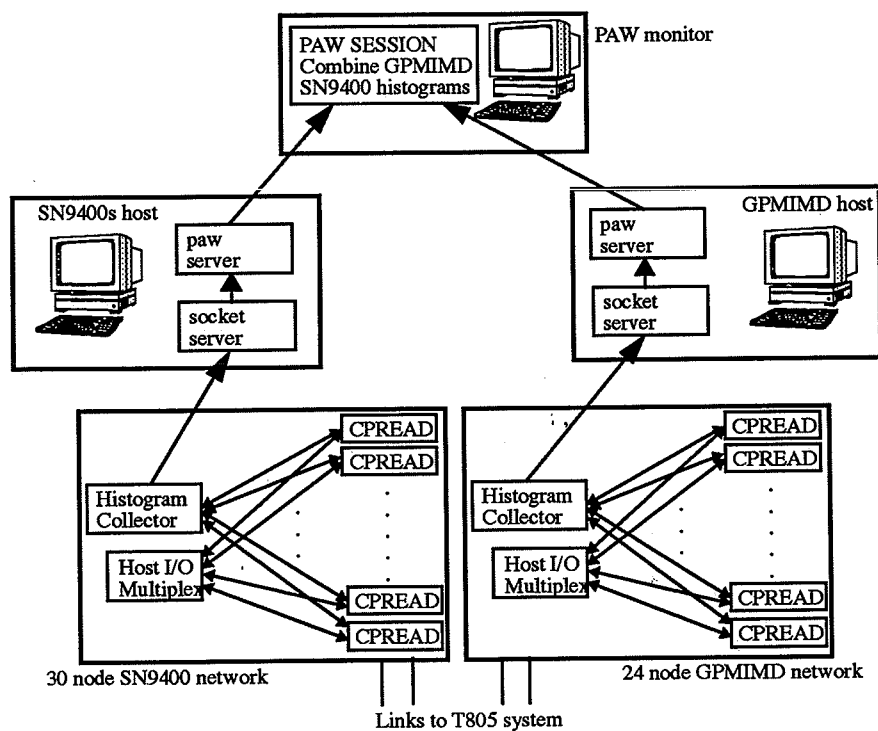 PAW SESSION
Combine GPMIMD
SN9400 histograms
PAW monitor
SN9400s host
paw
server
socket
server
GPMIMD host
paw
server
socket
server
CPREAD
CPREAD
Histogram
Collector
Host I/O
Multiplex
CPREAD
CPREAD
30 node SN9400 network
CPREAD
CPREAD
Histogram
Collector
Host I/O
Multiplex
CPREAD
CPREAD
24 node GPMIMD network
Links to T805 system